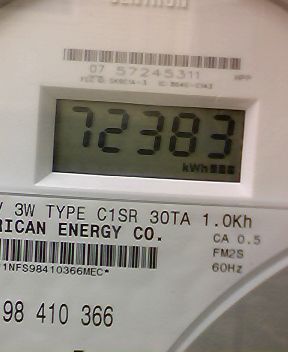 07 57245311
72383
kWh
V 3W TYPE C1SR 30TA 1.0Kh
RICAN ENERGY CO.
CA 0.5
FM2S
60Hz
1NFS98410366MEC*
98 410 366